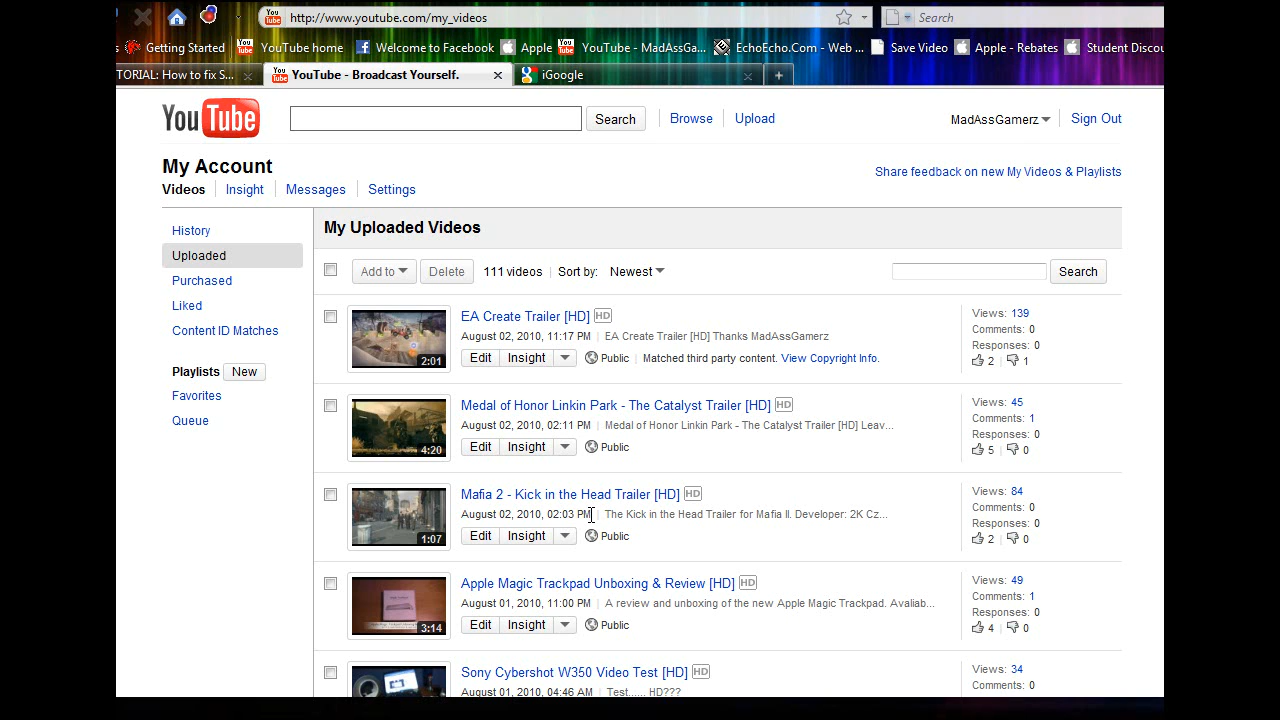 http://www.youtube.com/my_videos
Search
Getting Started
YouTube home
Welcome to Facebook
Apple
YouTube - MadAssGa...
EchoEcho.Com - Web ...
Save Video
Apple - Rebates
Student Discou
TORIAL: How to fix S...
YouTube - Broadcast Yourself.
iGoogle
YouTube
Search
Browse
Upload
MadAssGamerz
Sign Out
My Account
Share feedback on new My Videos & Playlists
Videos
Insight
Messages
Settings
History
Uploaded
Purchased
Liked
Content ID Matches
Playlists
New
Favorites
Queue
My Uploaded Videos
Add to
Delete
111 videos
Sort by:
Newest
Search
2:01
EA Create Trailer [HD] HD
August 02, 2010, 11:17 PM | EA Create Trailer [HD] Thanks MadAssGamerz
Edit Insight Public | Matched third party content. View Copyright Info.
Views: 139
Comments: 0
Responses: 0
2 | 1
4:20
Medal of Honor Linkin Park - The Catalyst Trailer [HD] HD
August 02, 2010, 02:11 PM | Medal of Honor Linkin Park - The Catalyst Trailer [HD] Leav...
Edit Insight Public
Views: 45
Comments: 1
Responses: 0
5 | 0
1:07
Mafia 2 - Kick in the Head Trailer [HD] HD
August 02, 2010, 02:03 PM | The Kick in the Head Trailer for Mafia II. Developer: 2K Cz...
Edit Insight Public
Views: 84
Comments: 0
Responses: 0
2 | 0
3:14
Apple Magic Trackpad Unboxing & Review [HD] HD
August 01, 2010, 11:00 PM | A review and unboxing of the new Apple Magic Trackpad. Availab...
Edit Insight Public
Views: 49
Comments: 1
Responses: 0
4 | 0
Sony Cybershot W350 Video Test [HD] HD
August 01, 2010, 04:46 AM | Test...... HD???
Views: 34
Comments: 0